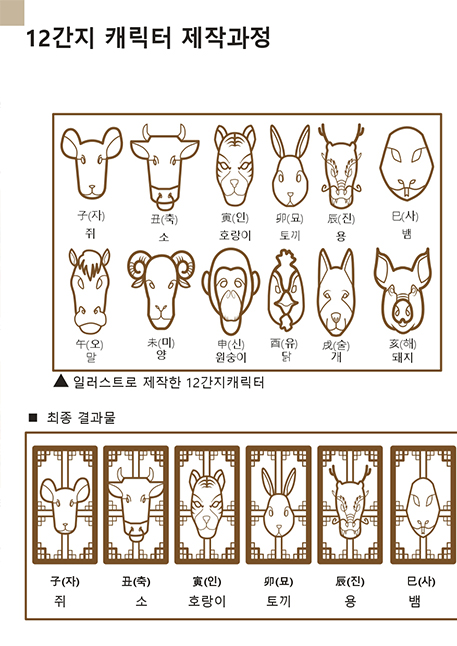 12간지 캐릭터 제작과정
子(자) 丑(축) 寅(인) 卯(묘) 辰(진) 巳(사)
쥐 소 호랑이 토끼 용 뱀
午(오) 未(미) 申(신) 酉(유) 戌(술) 亥(해)
말 양 원숭이 닭 개 돼지
▲ 일러스트로 제작한 12간지캐릭터
■ 최종 결과물
子(자) 丑(축) 寅(인) 卯(묘) 辰(진) 巳(사)
쥐 소 호랑이 토끼 용 뱀